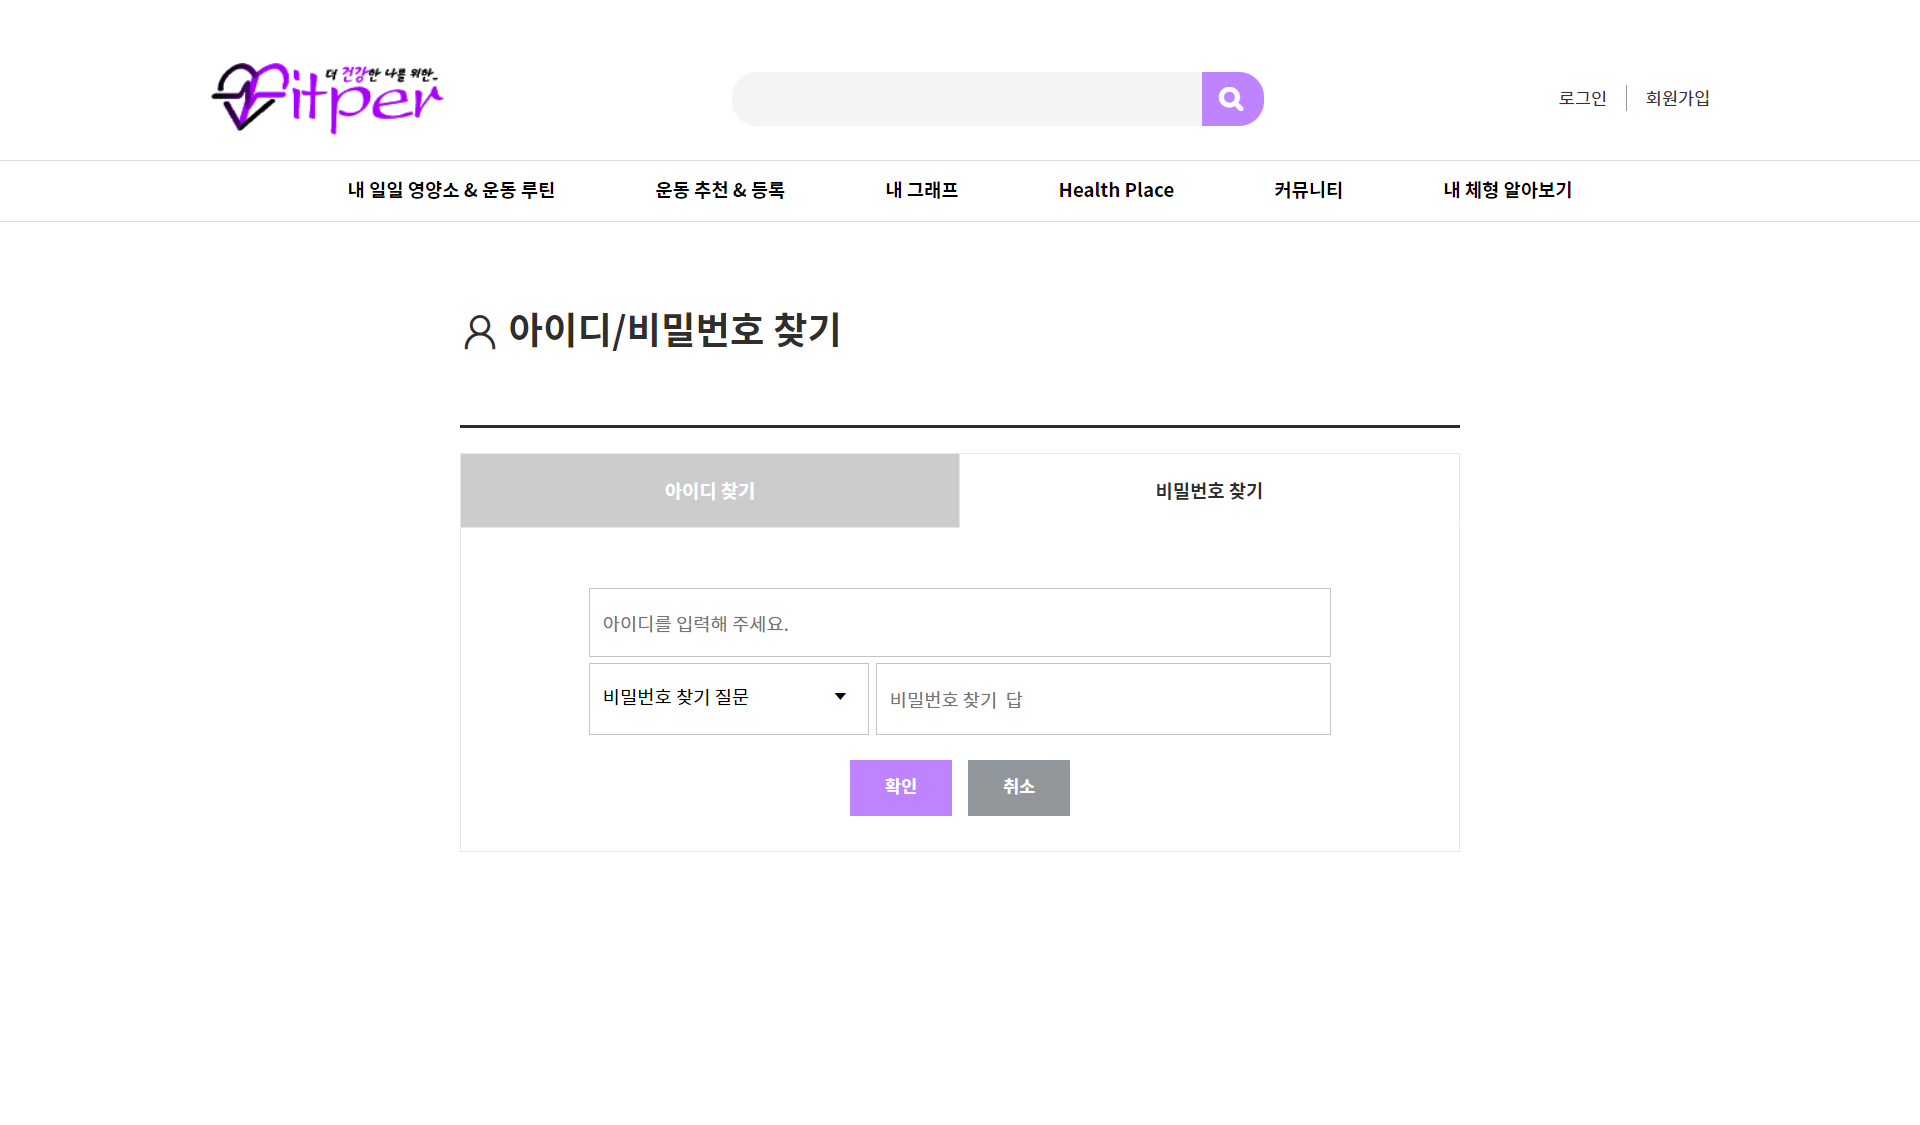 더 건강한 나를 위한..
Fitper
로그인
회원가입
내 일일 영양소 & 운동 루틴
운동 추천 & 등록
내 그래프
Health Place
커뮤니티
내 체형 알아보기
아이디/비밀번호 찾기
아이디 찾기
비밀번호 찾기
아이디를 입력해 주세요.
비밀번호 찾기 질문
비밀번호 찾기 답
확인
취소